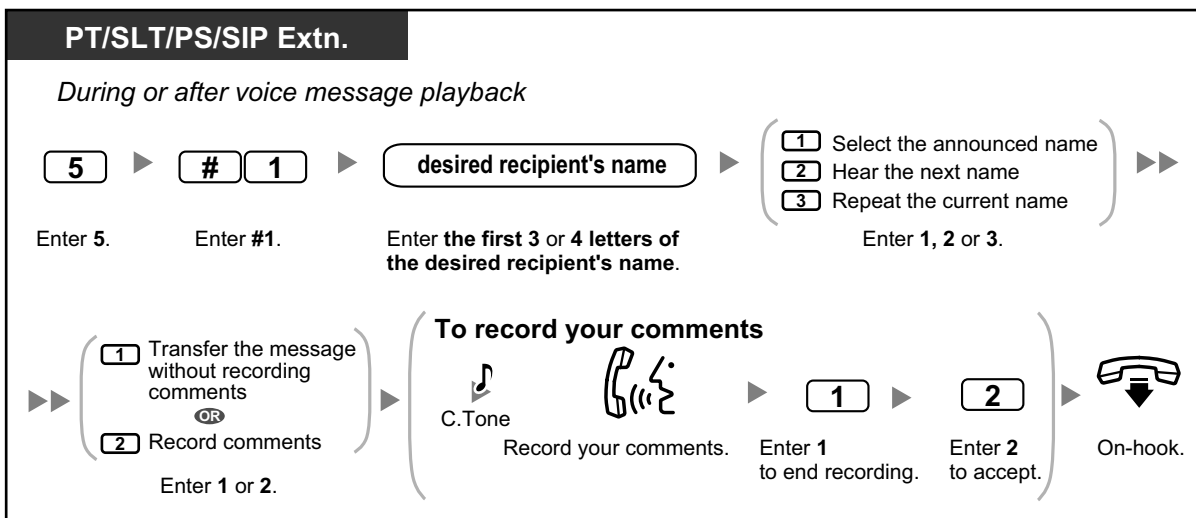 PT/SLT/PS/SIP Extn.
During or after voice message playback
5
# 1
desired recipient's name
1 Select the announced name
2 Hear the next name
3 Repeat the current name
Enter 5.
Enter #1.
Enter the first 3 or 4 letters of
the desired recipient's name.
Enter 1, 2 or 3.
1 Transfer the message
without recording
comments
OR
2 Record comments
Enter 1 or 2.
To record your comments
C.Tone
Record your comments.
1
Enter 1
to end recording.
2
Enter 2
to accept.
On-hook.